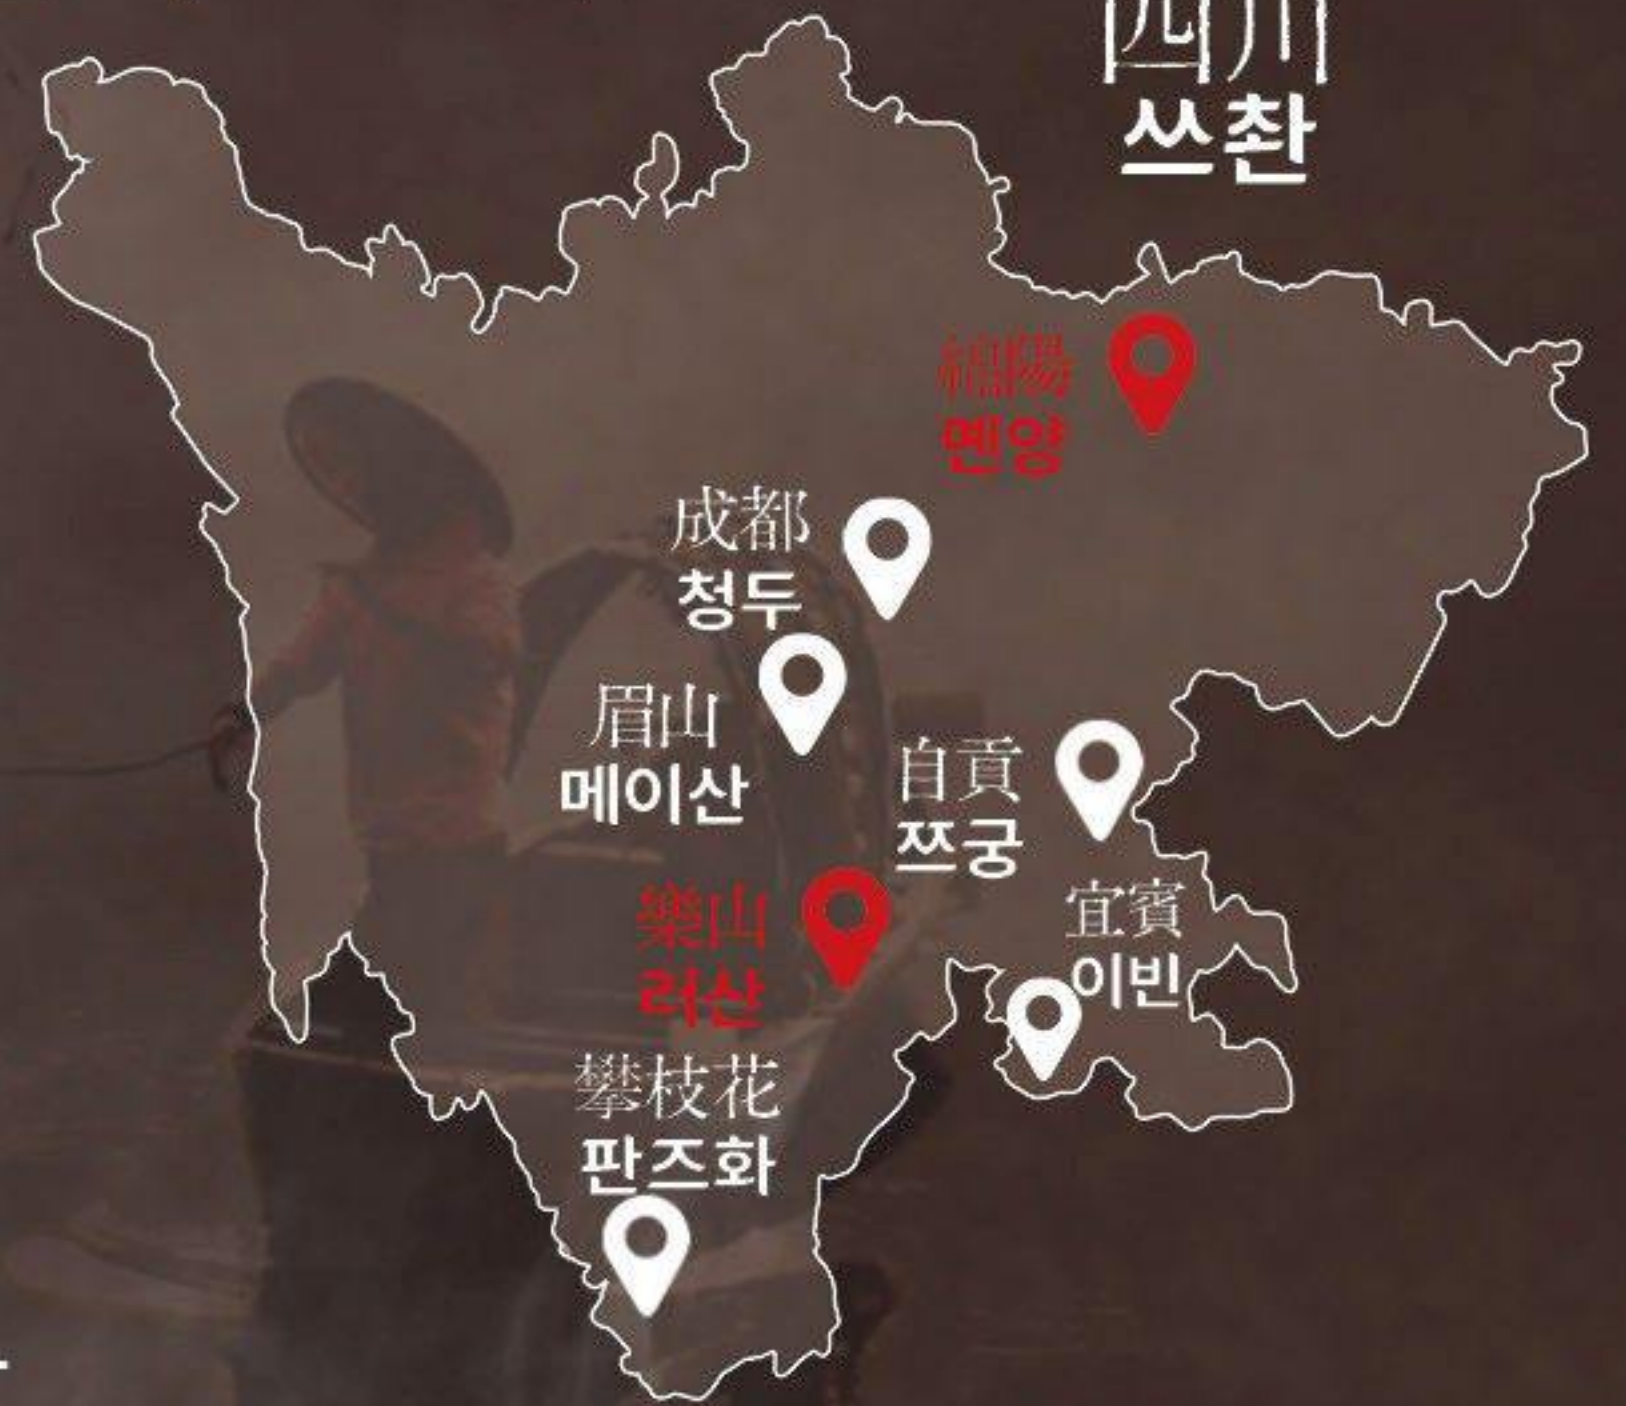 四川
쓰촨
綿陽
몐양
成都
청두
眉山
메이산
自貢
쯔궁
宜賓
이빈
樂山
러산
攀枝花
판즈화